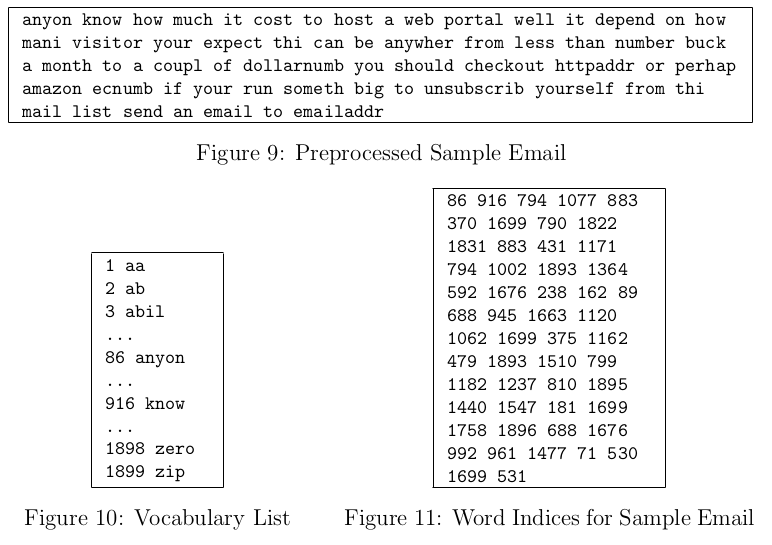 anyon know how much it cost to host a web portal well it depend on how
mani visitor your expect thi can be anywher from less than number buck
a month to a coupl of dollarnumb you should checkout httpaddr or perhap
amazon ecnumb if your run someth big to unsubscrib yourself from thi
mail list send an email to emailaddr
Figure 9: Preprocessed Sample Email
1 aa
2 ab
3 abil
...
86 anyon
...
916 know
...
1898 zero
1899 zip
Figure 10: Vocabulary List
86 916 794 1077 883
370 1699 790 1822
1831 883 431 1171
794 1002 1893 1364
592 1676 238 162 89
688 945 1663 1120
1062 1699 375 1162
479 1893 1510 799
1182 1237 810 1895
1440 1547 181 1699
1758 1896 688 1676
992 961 1477 71 530
1699 531
Figure 11: Word Indices for Sample Email